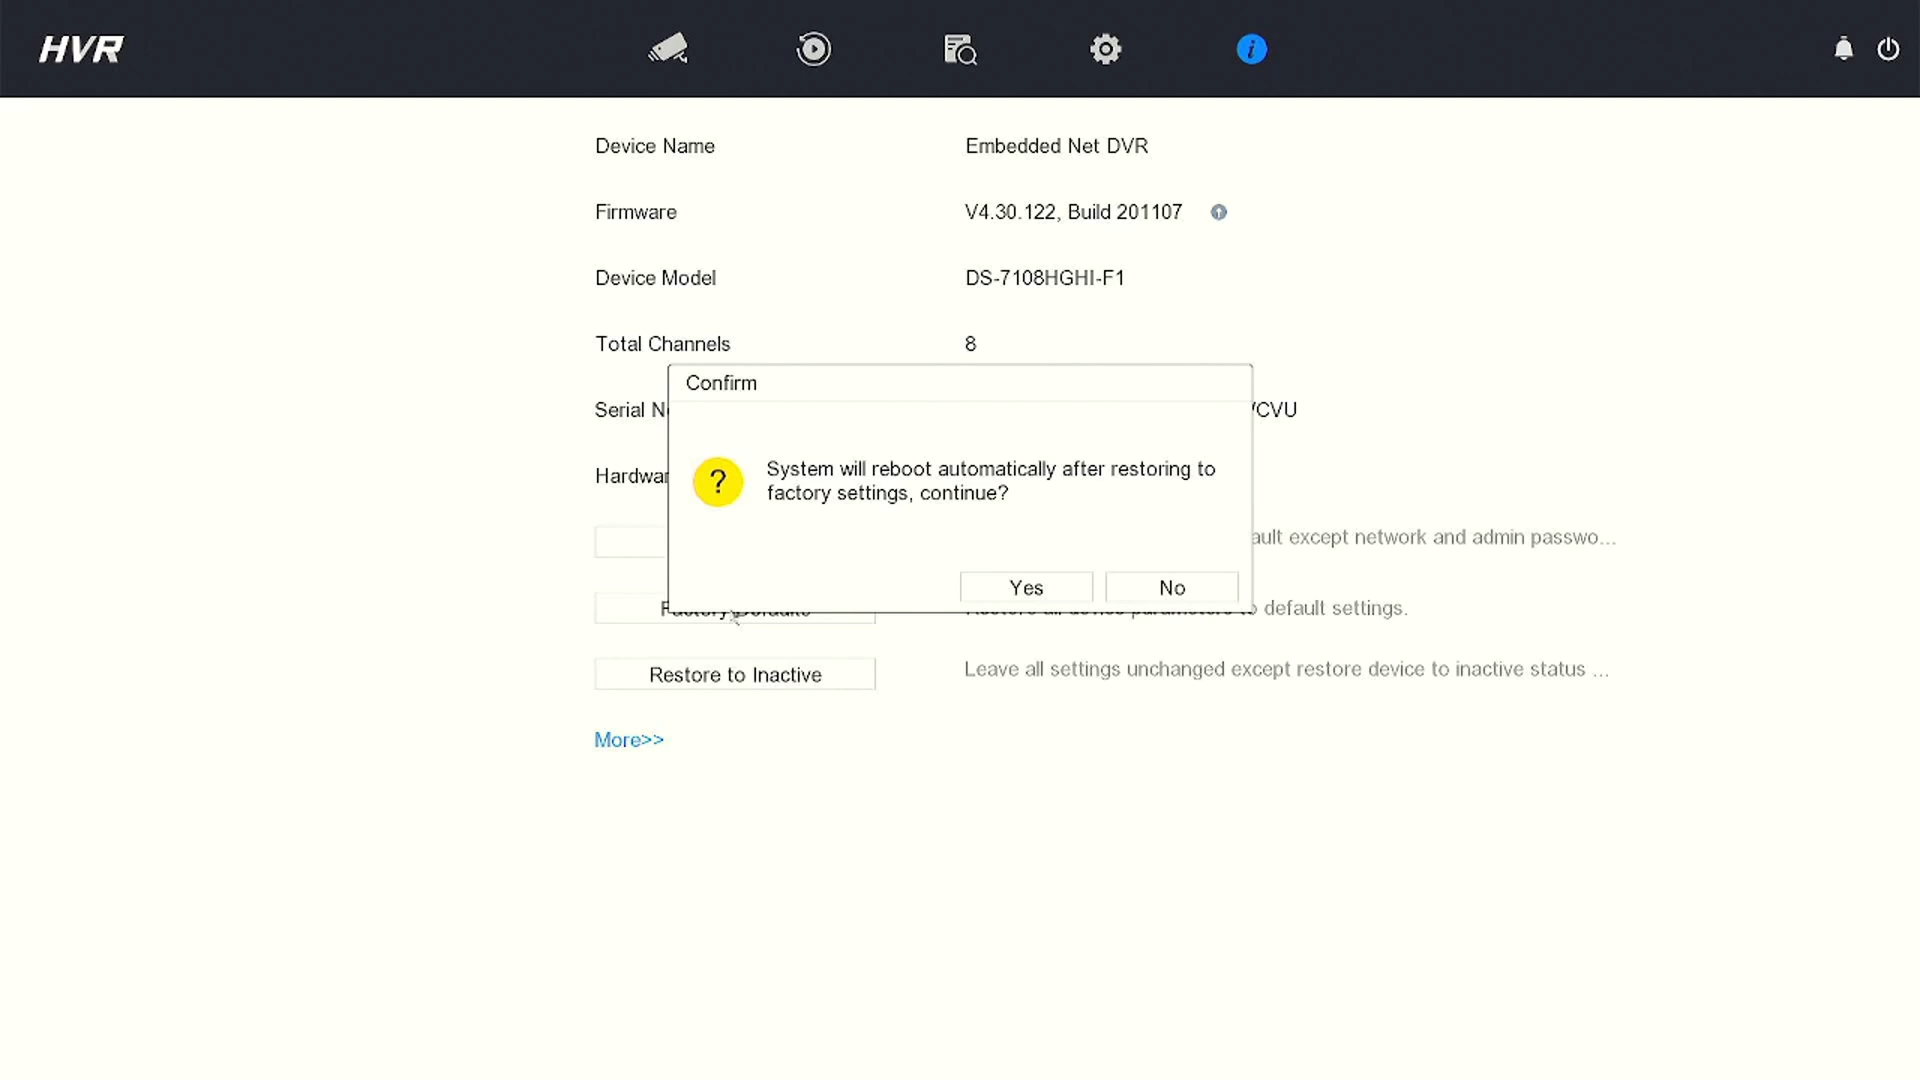 HVR
Device Name Embedded Net DVR
Firmware V4.30.122, Build 201107
Device Model DS-7108HGHI-F1
Total Channels 8
Confirm
Serial CVU
System will reboot automatically after restoring to
factory settings, continue?
except network and admin passwo...
Yes No
Factory Defaults default settings.
Restore to Inactive Leave all settings unchanged except restore device to inactive status ...
More>>